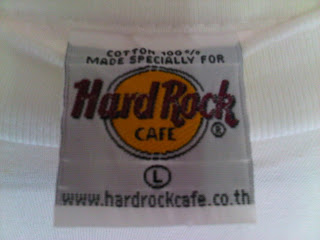 COTTON 100%
MADE SPECIALLY FOR
Hard Rock
CAFE ®
L
www.hardrockcafe.co.th